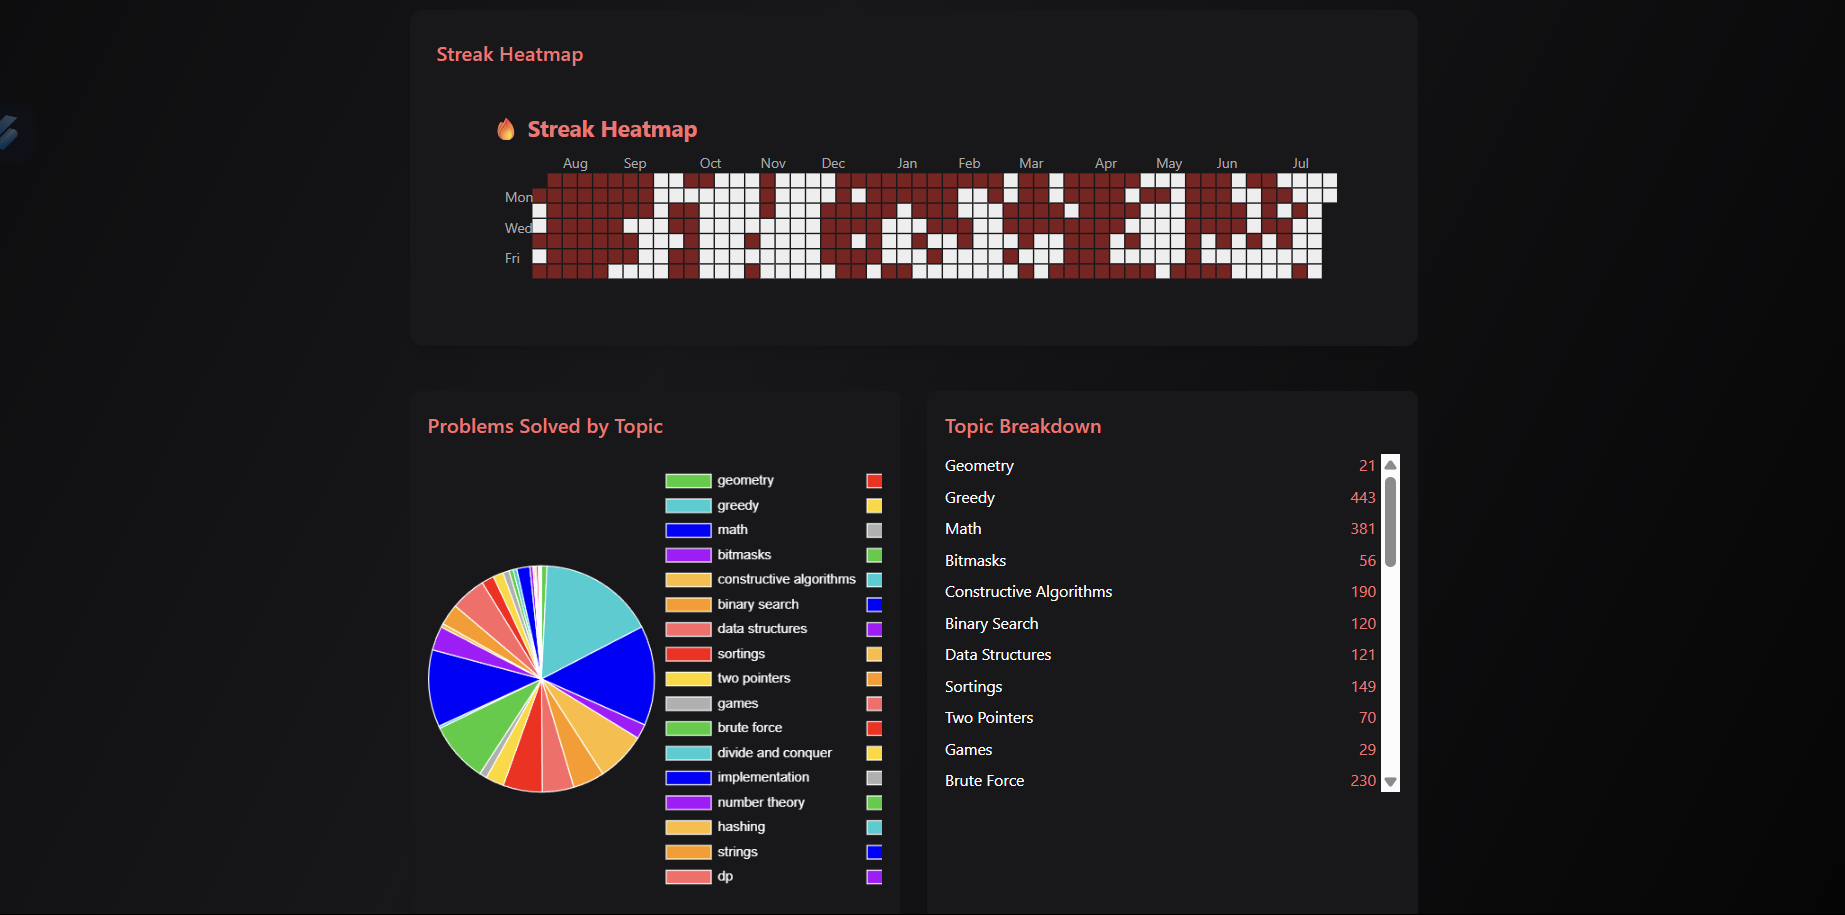 Streak Heatmap
🔥 Streak Heatmap
Aug Sep Oct Nov Dec Jan Feb Mar Apr May Jun Jul
Mon
Wed
Fri
Problems Solved by Topic
geometry
greedy
math
bitmasks
constructive algorithms
binary search
data structures
sortings
two pointers
games
brute force
divide and conquer
implementation
number theory
hashing
strings
dp
Topic Breakdown
Geometry 21
Greedy 443
Math 381
Bitmasks 56
Constructive Algorithms 190
Binary Search 120
Data Structures 121
Sortings 149
Two Pointers 70
Games 29
Brute Force 230